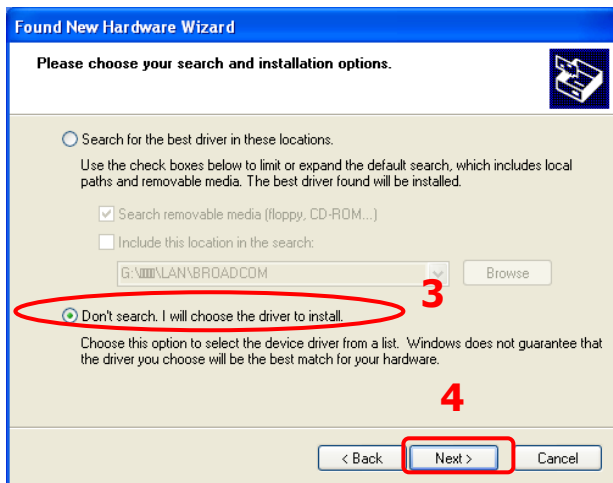 Found New Hardware Wizard
Please choose your search and installation options.
Search for the best driver in these locations.
Use the check boxes below to limit or expand the default search, which includes local
paths and removable media. The best driver found will be installed.
Search removable media (floppy, CD-ROM...)
Include this location in the search:
\LAN\BROADCOM
Browse
3
Don't search. I will choose the driver to install.
Choose this option to select the device driver from a list. Windows does not guarantee that
the driver you choose will be the best match for your hardware.
4
< Back
Next >
Cancel